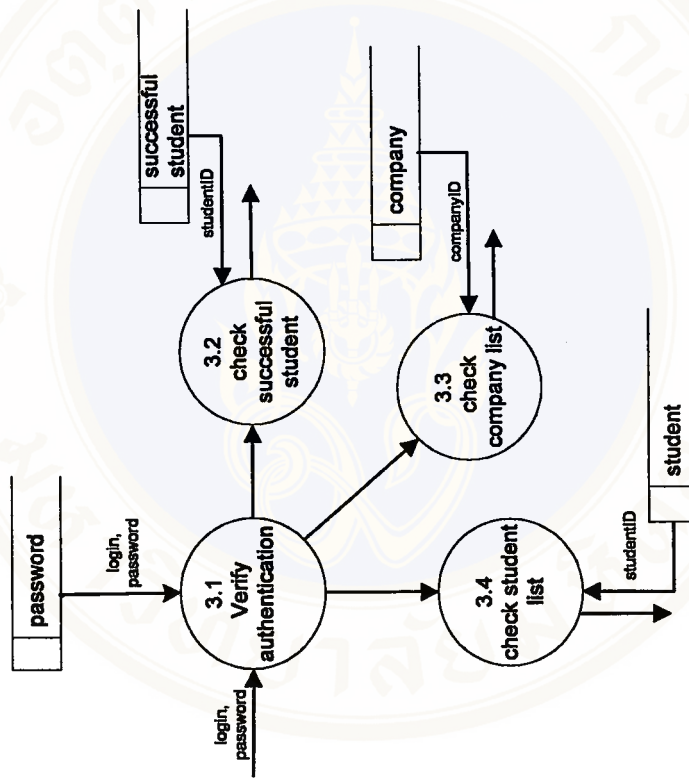 password
login,
password
login,
password
3.1
Verify
authentication
3.2
check
successful
student
successful
student
studentID
3.3
check
company list
company
companyID
3.4
check student
list
student
studentID